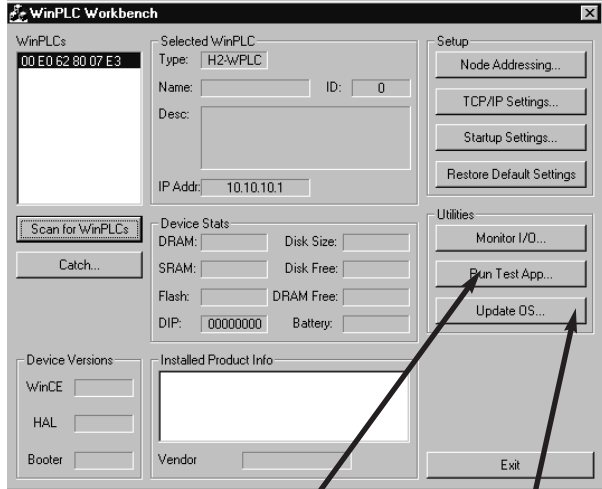 WinPLC Workbench
WinPLCs
00 E0 62 80 07 E3
Scan for WinPLCs
Catch...
Selected WinPLC
Type: H2-WPLC
Name:
ID: 0
Desc:
IP Addr: 10.10.10.1
Device Stats
DRAM:
Disk Size:
SRAM:
Disk Free:
Flash:
DRAM Free:
DIP: 00000000
Battery:
Device Versions
WinCE
HAL
Booter
Installed Product Info
Vendor
Setup
Node Addressing...
TCP/IP Settings...
Startup Settings...
Restore Default Settings
Utilities
Monitor I/O...
Run Test App...
Update OS...
Exit